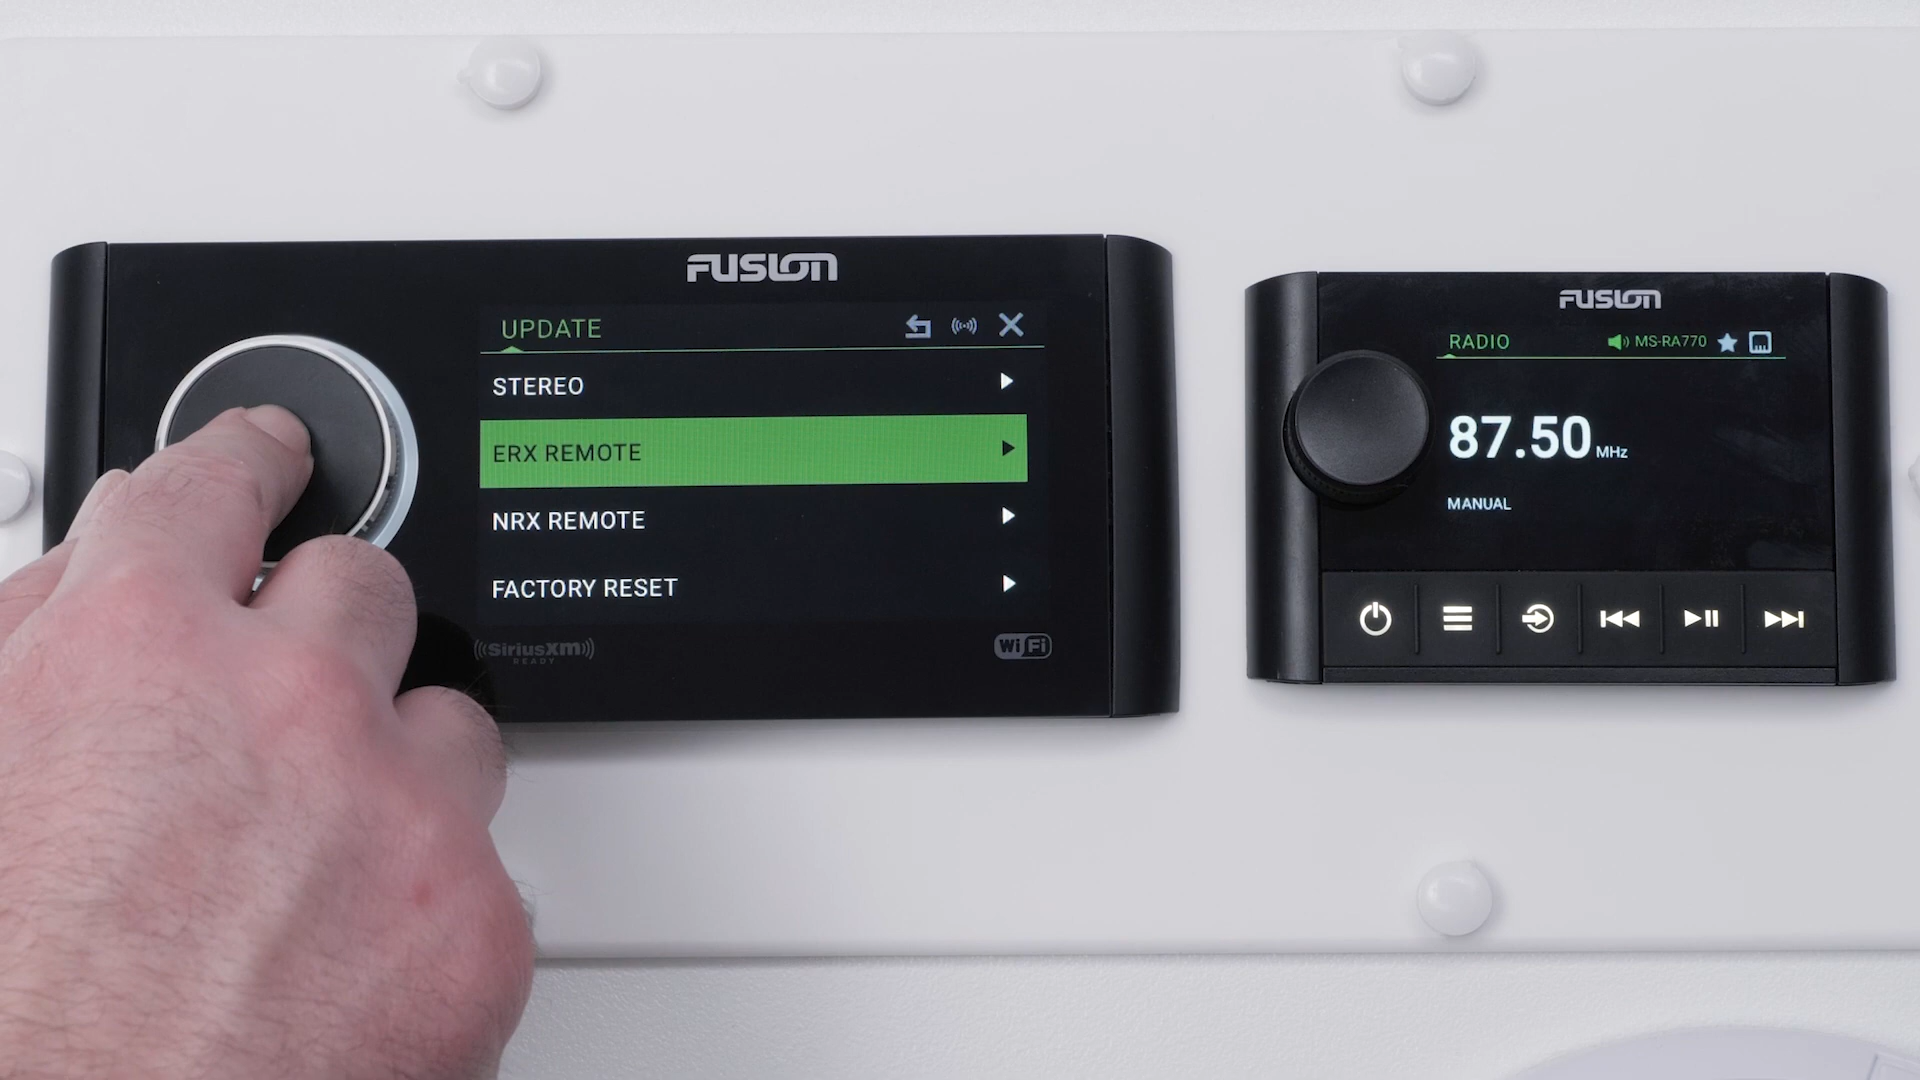 FUSION
UPDATE
STEREO
ERX REMOTE
NRX REMOTE
FACTORY RESET
SiriusXM
READY
WiFi
FUSION
RADIO MS-RA770
87.50 MHz
MANUAL